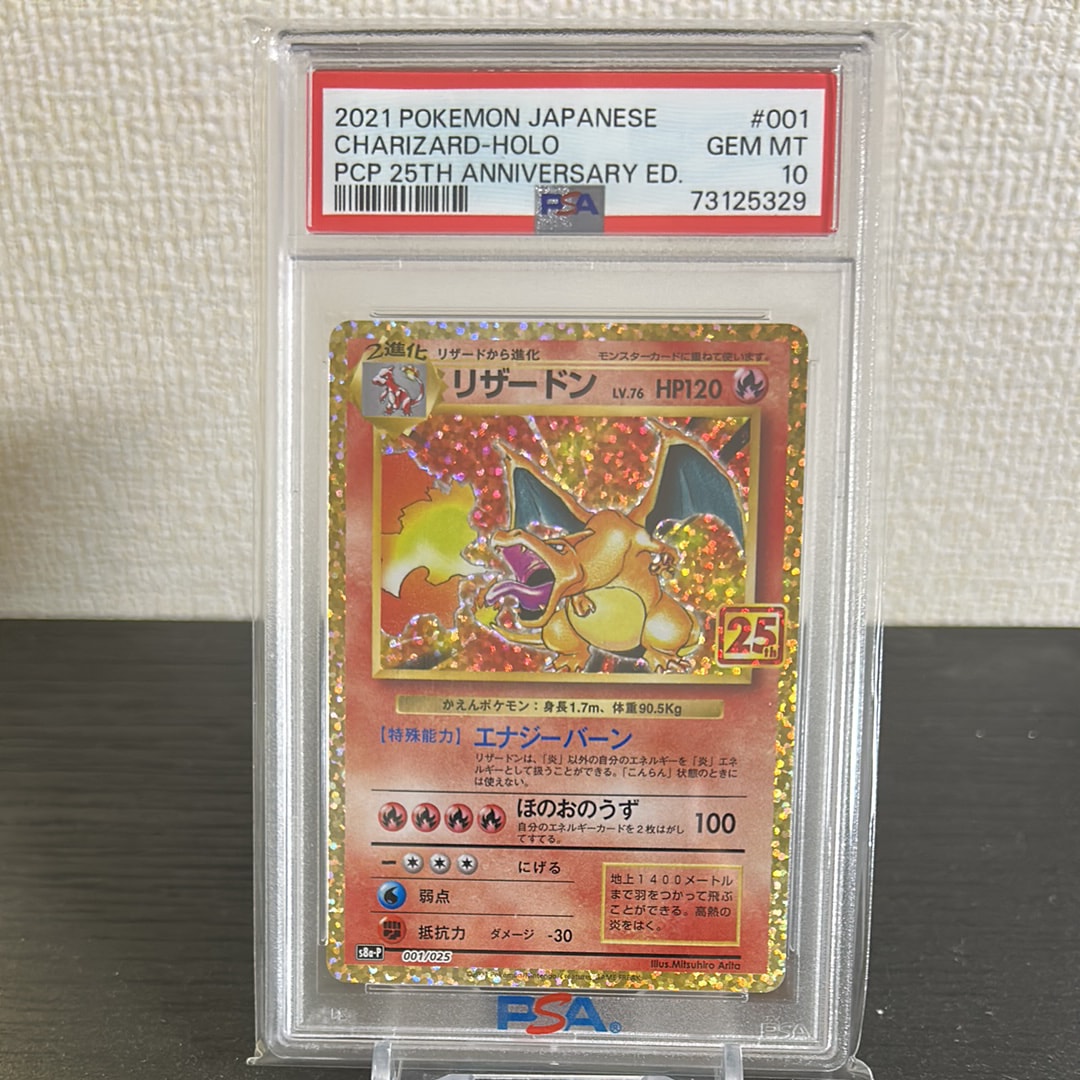 2021 POKEMON JAPANESE #001
CHARIZARD-HOLO GEM MT
PCP 25TH ANNIVERSARY ED. 10
PSA 73125329
2進化 リザードから進化 モンスターカードに重ねて使います。
リザードン LV.76 HP120
25th
かえんポケモン：身長1.7m、体重90.5Kg
【特殊能力】エナジーバーン
リザードンは、「炎」以外の自分のエネルギーを「炎」エネ
ルギーとして扱うことができる。「こんらん」状態のときに
は使えない。
ほのおのうず 100
自分のエネルギーカードを2枚はがし
てすてる。
にげる
弱点
抵抗力 ダメージ -30
地上1400メートル
まで羽をつかって飛ぶ
ことができる。高熱の
炎をはく。
s8a-P 001/025
Illus.Mitsuhiro Arita
PSA®
PSA